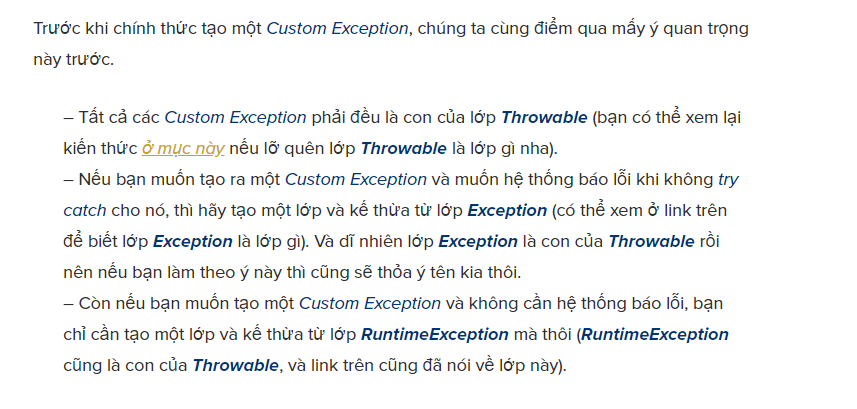 Trước khi chính thức tạo một Custom Exception, chúng ta cùng điểm qua mấy ý quan trọng
này trước.
– Tất cả các Custom Exception phải đều là con của lớp Throwable (bạn có thể xem lại
kiến thức ở mục này nếu lỡ quên lớp Throwable là lớp gì nha).
– Nếu bạn muốn tạo ra một Custom Exception và muốn hệ thống báo lỗi khi không try
catch cho nó, thì hãy tạo một lớp và kế thừa từ lớp Exception (có thể xem ở link trên
để biết lớp Exception là lớp gì). Và dĩ nhiên lớp Exception là con của Throwable rồi
nên nếu bạn làm theo ý này thì cũng sẽ thỏa ý tên kia thôi.
– Còn nếu bạn muốn tạo một Custom Exception và không cần hệ thống báo lỗi, bạn
chỉ cần tạo một lớp và kế thừa từ lớp RuntimeException mà thôi (RuntimeException
cũng là con của Throwable, và link trên cũng đã nói về lớp này).